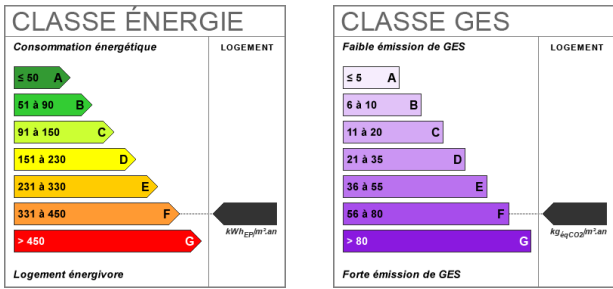 CLASSE ÉNERGIE
Consommation énergétique
LOGEMENT
≤ 50 A
51 à 90 B
91 à 150 C
151 à 230 D
231 à 330 E
331 à 450 F
kWhEP/m².an
> 450 G
Logement énergivore
CLASSE GES
Faible émission de GES
LOGEMENT
≤ 5 A
6 à 10 B
11 à 20 C
21 à 35 D
36 à 55 E
56 à 80 F
kgéqCO2/m².an
> 80 G
Forte émission de GES